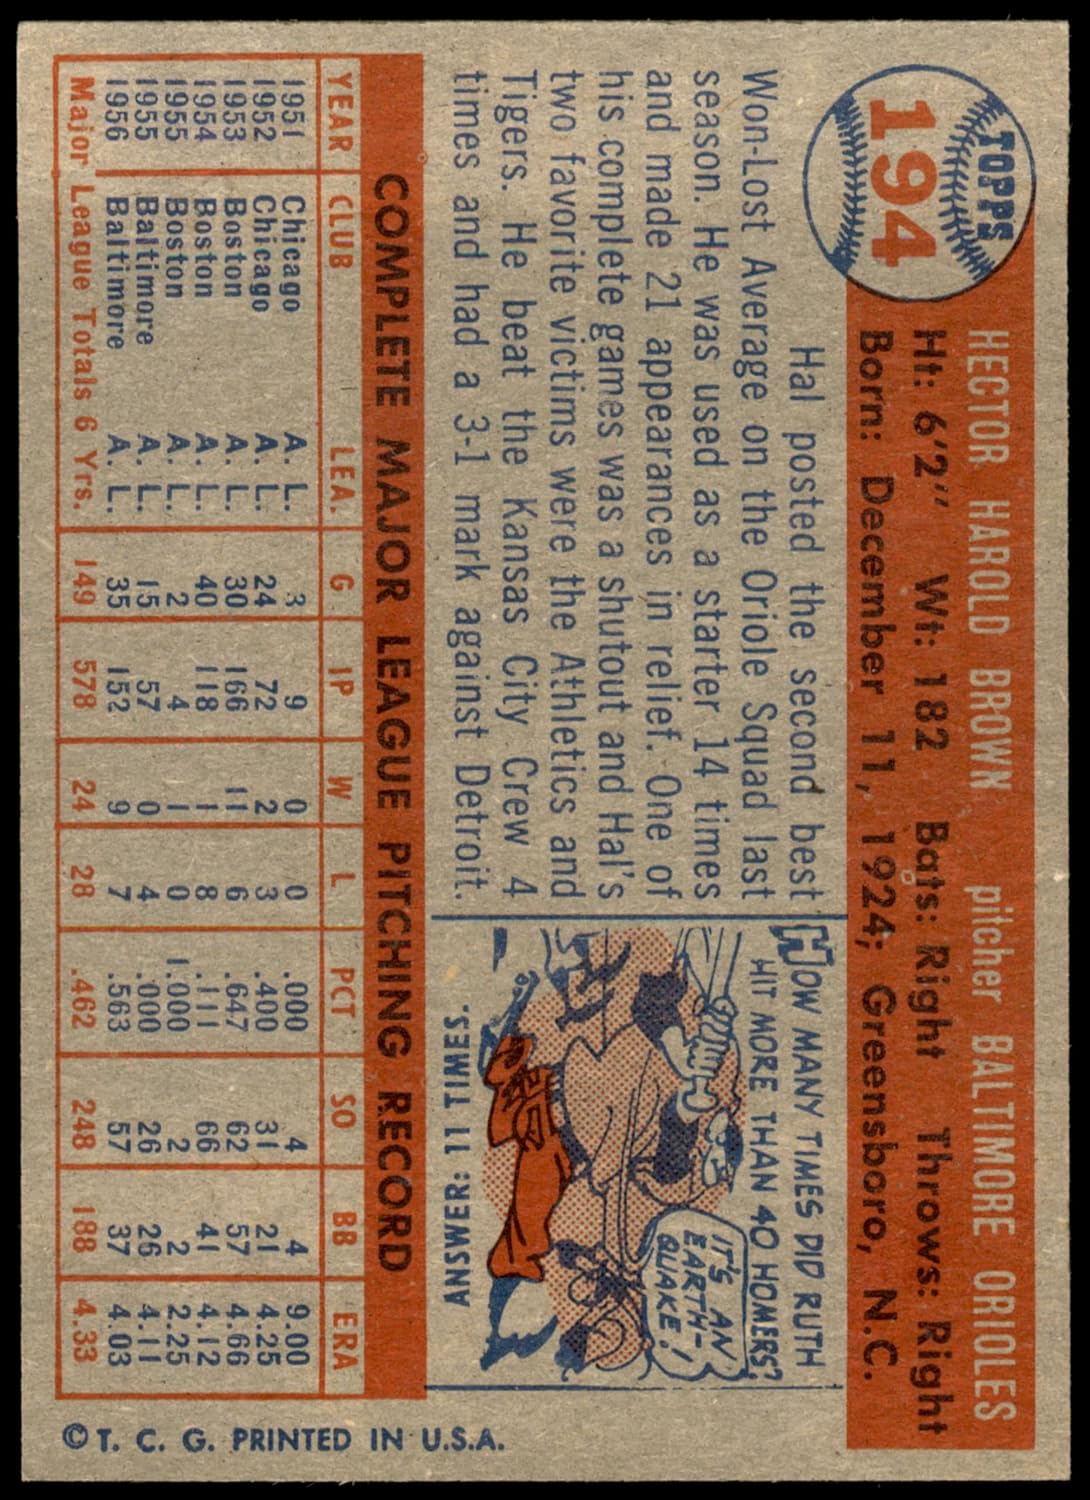 TOPPS
194
HECTOR HAROLD BROWN pitcher BALTIMORE ORIOLES
Ht: 6'2" Wt: 182 Bats: Right Throws: Right
Born: December 11, 1924; Greensboro, N.C.
Hal posted the second best
Won-Lost Average on the Oriole Squad last
season. He was used as a starter 14 times
and made 21 appearances in relief. One of
his complete games was a shutout and Hal's
two favorite victims were the Athletics and
Tigers. He beat the Kansas City Crew 4
times and had a 3-1 mark against Detroit.
HOW MANY TIMES DID RUTH
HIT MORE THAN 40 HOMERS?
IT'S AN
EARTH-
QUAKE!
ANSWER: 11 TIMES.
COMPLETE MAJOR LEAGUE PITCHING RECORD
YEAR CLUB LEA. G IP W L PCT SO BB ERA
1951 Chicago A. L. 3 9 0 0 .000 4 4 9.00
1952 Chicago A. L. 24 72 2 3 .400 31 21 4.25
1953 Boston A. L. 30 166 11 6 .647 62 57 4.66
1954 Boston A. L. 40 118 1 8 .111 66 41 4.12
1955 Boston A. L. 2 4 1 0 1.000 2 2 2.25
1955 Baltimore A. L. 15 57 0 4 .000 26 26 4.11
1956 Baltimore A. L. 35 152 9 7 .563 57 37 4.03
Major League Totals 6 Yrs. 149 578 24 28 .462 248 188 4.33
© T. C. G. PRINTED IN U.S.A.